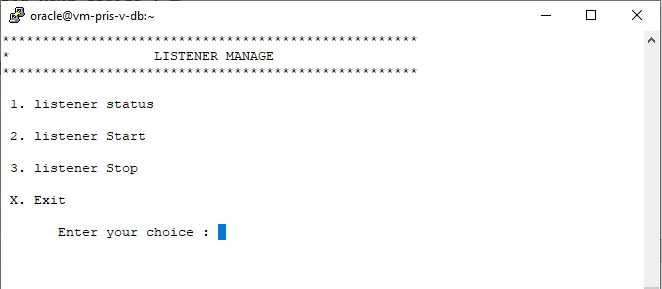 oracle@vm-pris-v-db:~
****************************************************
* LISTENER MANAGE
****************************************************
1. listener status
2. listener Start
3. listener Stop
X. Exit
Enter your choice :